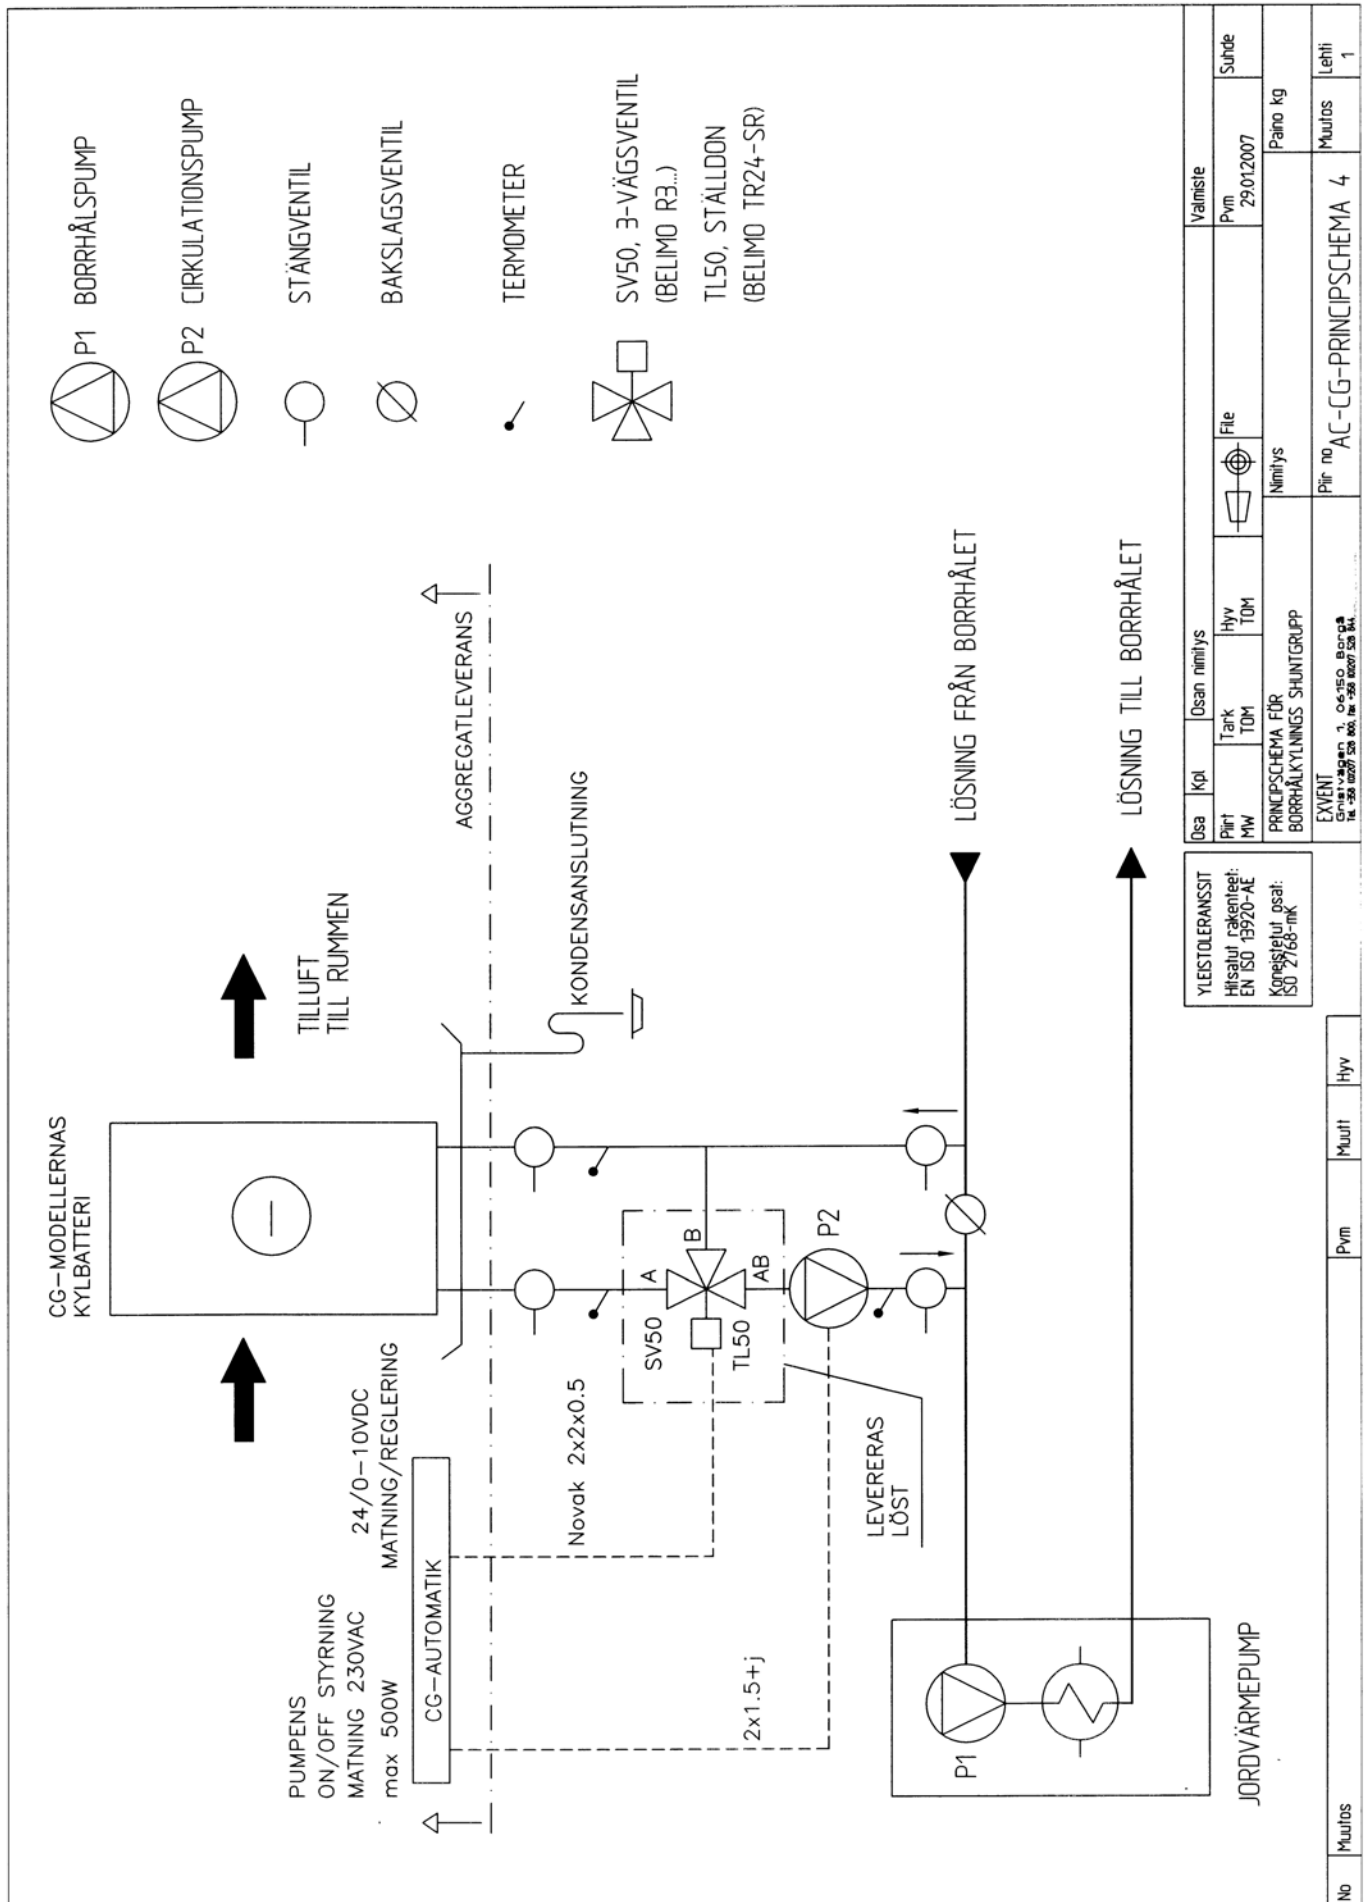 CG-MODELLERNAS
KYLBATTERI
TILLUFT
TILL RUMMEN
PUMPENS
ON/OFF STYRNING
MATNING 230VAC
max 500W
24/0-10VDC
MATNING/REGLERING
CG-AUTOMATIK
AGGREGATLEVERANS
KONDENSANSLUTNING
Novak 2x2x0.5
2x1.5+j
SV50
A
B
AB
TL50
P2
LEVERERAS
LÖST
LÖSNING FRÅN BORRHÅLET
LÖSNING TILL BORRHÅLET
P1
JORDVÄRMEPUMP
P1 BORRHÅLSPUMP
P2 CIRKULATIONSPUMP
STÄNGVENTIL
BAKSLAGSVENTIL
TERMOMETER
SV50, 3-VÄGSVENTIL
(BELIMO R3...)
TL50, STÄLLDON
(BELIMO TR24-SR)
YLEISTOLERANSSIT
Hitsatut rakenteet:
EN ISO 13920-AE
Koneistetut osat:
ISO 2768-mK
Osa Kpl Osan nimitys Valmiste
Piirt Tark Hyv File Pvm Suhde
MW TOM TOM 29.01.2007
PRINCIPSCHEMA FÖR
BORRHÅLKYLNINGS SHUNTGRUPP
Nimitys
Paino kg
EXVENT
Gnistvägen 1, 06150 Borgå
Piir no AC-CG-PRINCIPSCHEMA 4
Muutos
Lehti
1
No Muutos Pvm Muutt Hyv